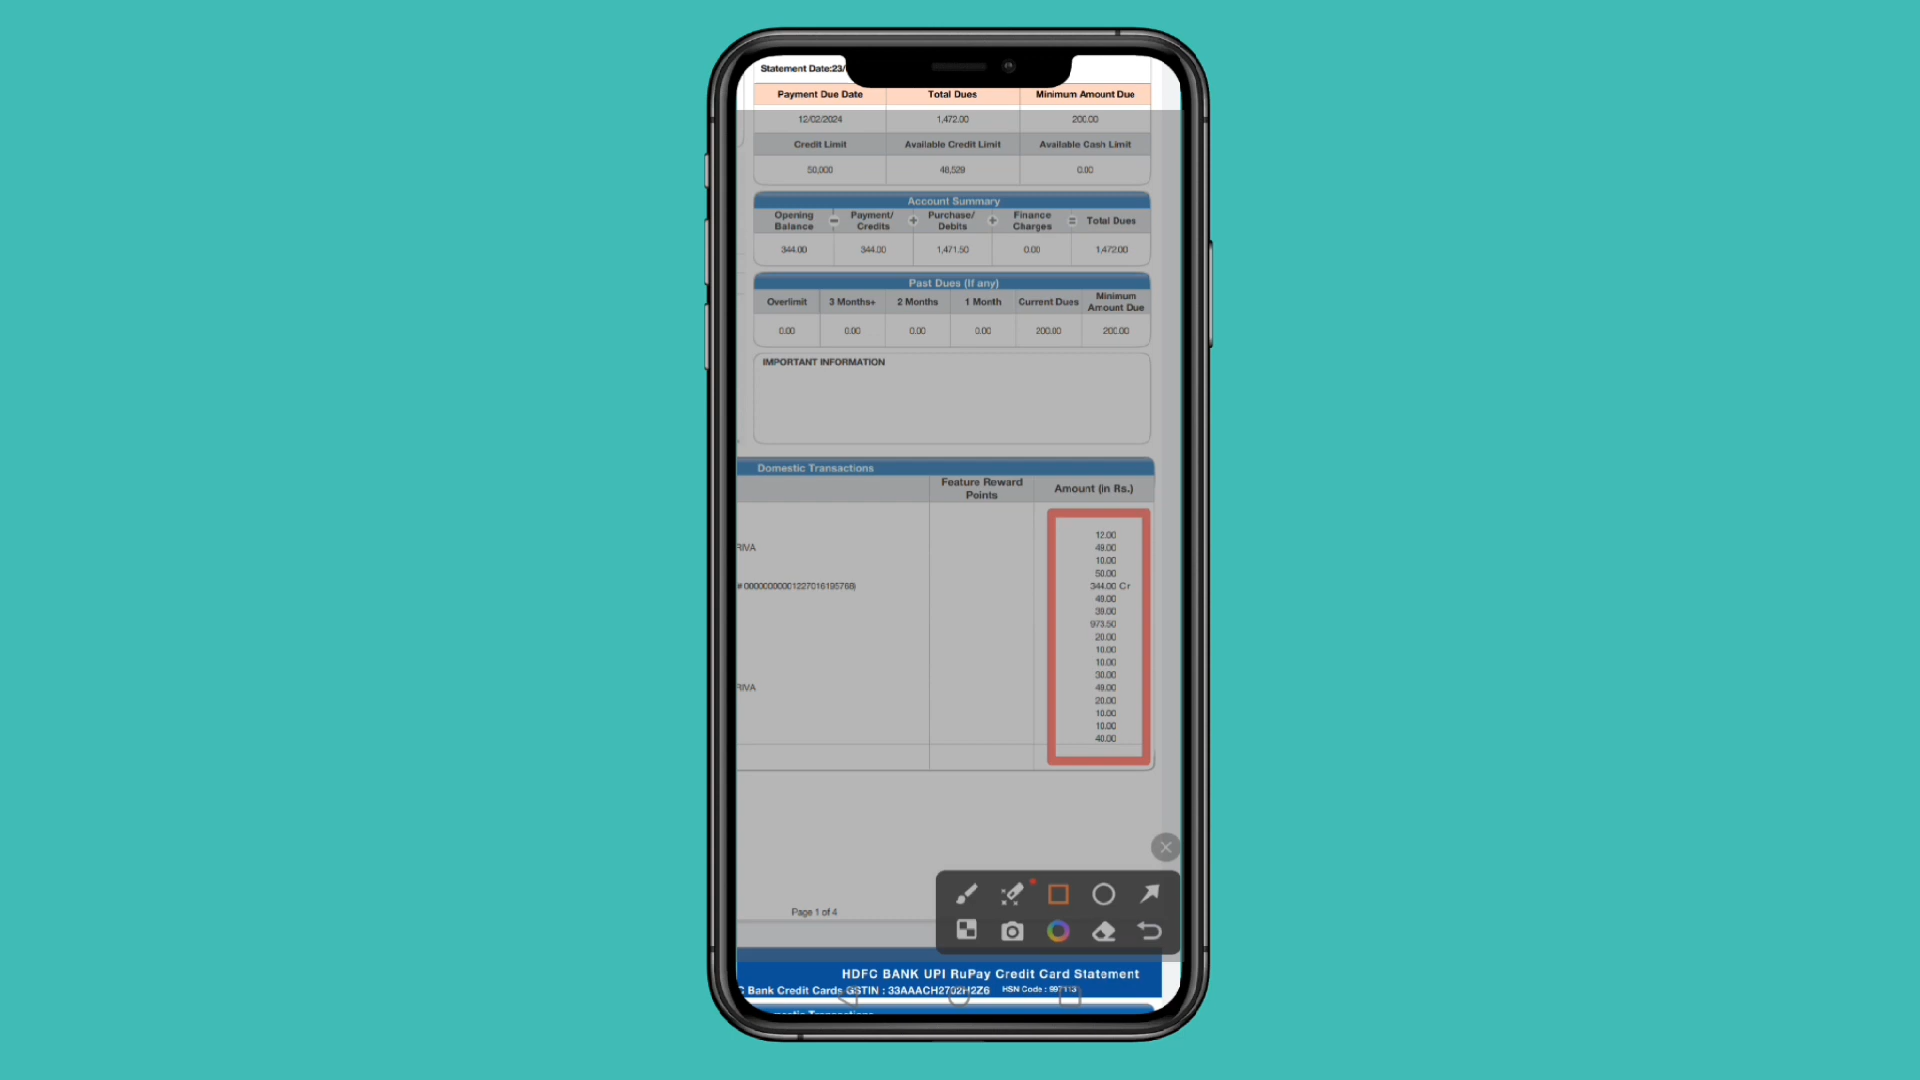 Statement Date:23/
Payment Due Date Total Dues Minimum Amount Due
12/02/2024 1,472.00 200.00
Credit Limit Available Credit Limit Available Cash Limit
50,000 48,529 0.00
Account Summary
Opening Balance − Payment/ Credits + Purchase/ Debits + Finance Charges = Total Dues
344.00 344.00 1,471.50 0.00 1,472.00
Past Dues (If any)
Overlimit 3 Months+ 2 Months 1 Month Current Dues Minimum Amount Due
0.00 0.00 0.00 0.00 200.00 200.00
IMPORTANT INFORMATION
Domestic Transactions
Feature Reward Points Amount (in Rs.)
12.00
RIVA 49.00
10.00
50.00
# 00000000001227016195768) 344.00 Cr
49.00
39.00
973.50
20.00
10.00
10.00
30.00
RIVA 49.00
20.00
10.00
10.00
40.00
Page 1 of 4
HDFC BANK UPI RuPay Credit Card Statement
C Bank Credit Cards GSTIN : 33AAACH2702H2Z6 HSN Code : 997113
Domestic Transactions